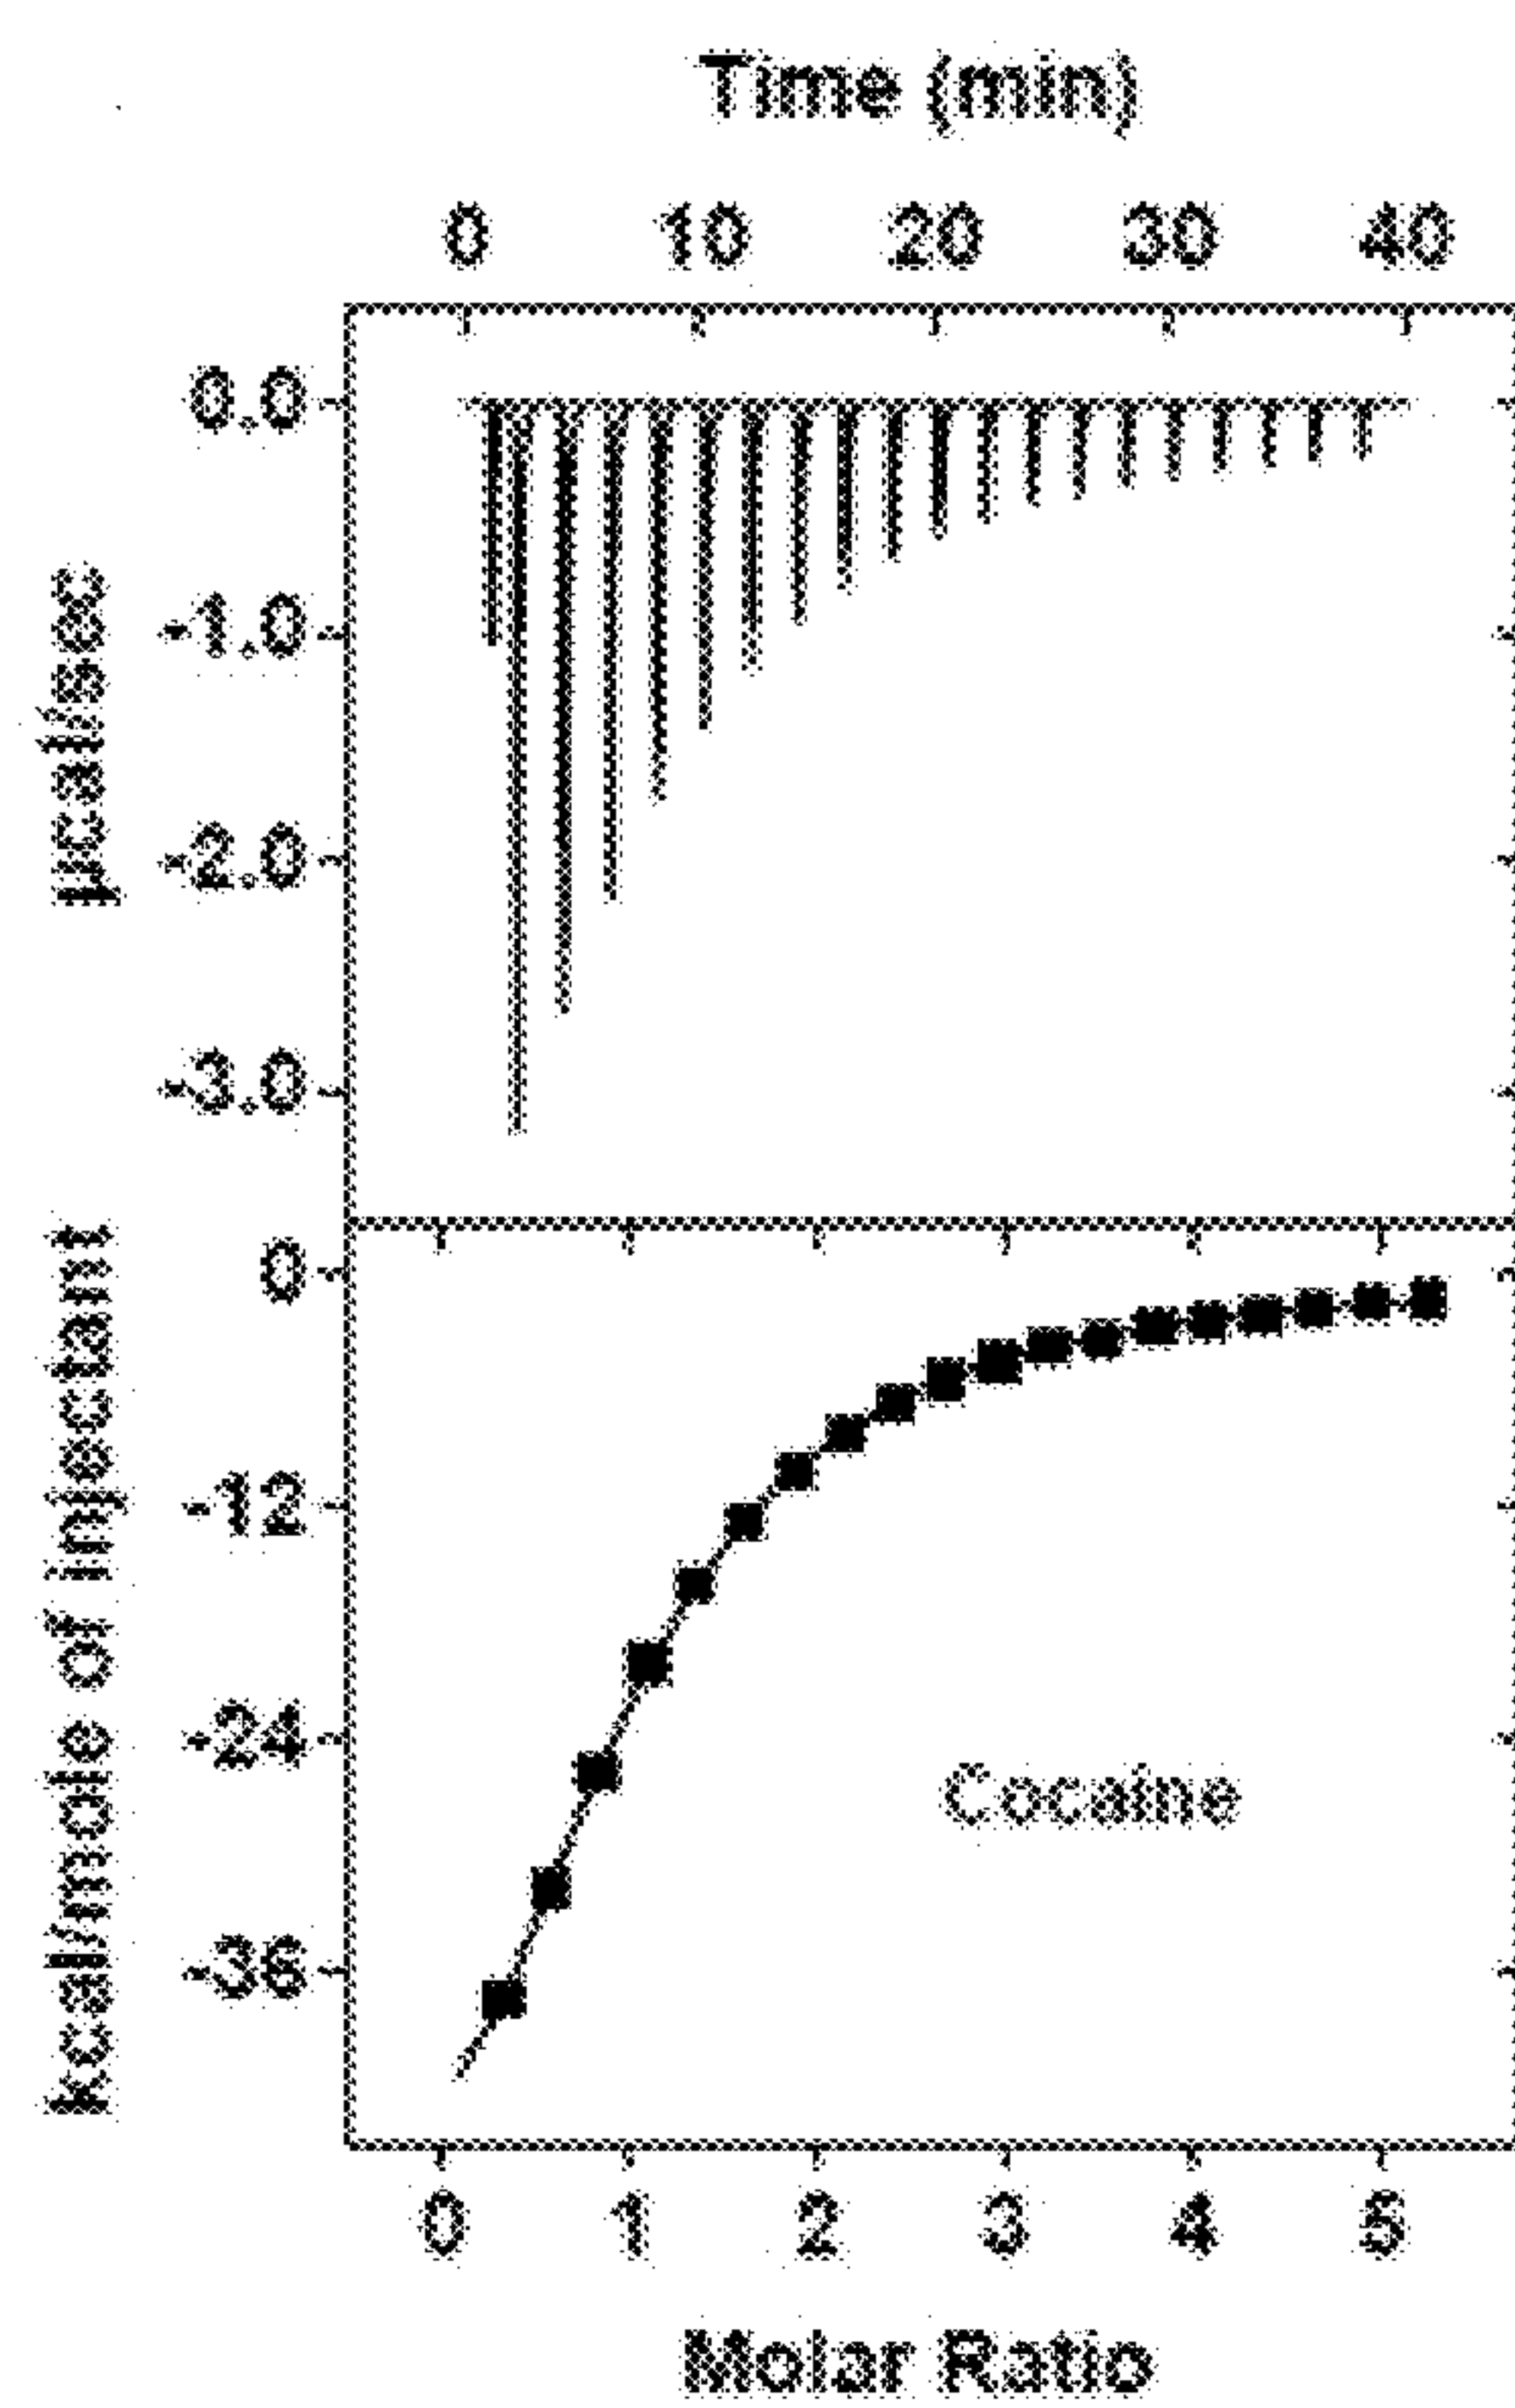 Time (min)
0 10 20 30 40
0.0
-1.0
-2.0
-3.0
µcal/sec
0
-12
-24
-36
kcal/mole of injectant
Cocaine
0 1 2 3 4 5
Molar Ratio